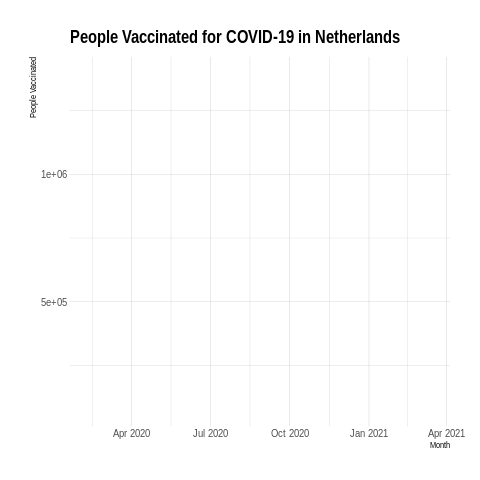 People Vaccinated for COVID-19 in Netherlands
People Vaccinated
1e+06
5e+05
Apr 2020 Jul 2020 Oct 2020 Jan 2021 Apr 2021
Month